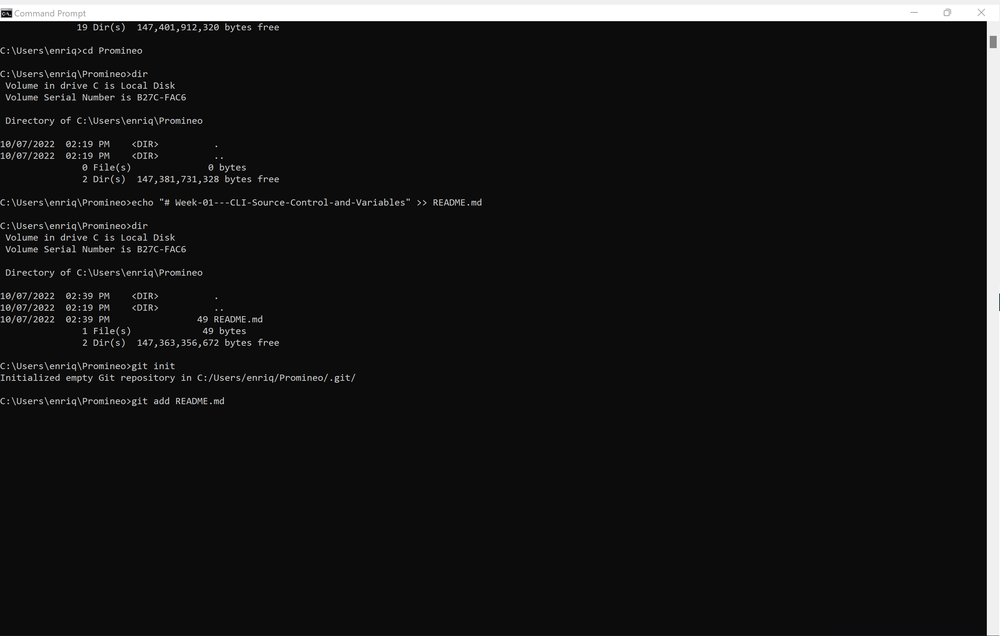 Command Prompt
19 Dir(s)  147,401,912,320 bytes free
C:\Users\enriq>cd Promineo
C:\Users\enriq\Promineo>dir
Volume in drive C is Local Disk
Volume Serial Number is B27C-FAC6
Directory of C:\Users\enriq\Promineo
10/07/2022  02:19 PM    <DIR>          .
10/07/2022  02:19 PM    <DIR>          ..
0 File(s)              0 bytes
2 Dir(s)  147,381,731,328 bytes free
C:\Users\enriq\Promineo>echo "# Week-01---CLI-Source-Control-and-Variables" >> README.md
C:\Users\enriq\Promineo>dir
Volume in drive C is Local Disk
Volume Serial Number is B27C-FAC6
Directory of C:\Users\enriq\Promineo
10/07/2022  02:39 PM    <DIR>          .
10/07/2022  02:19 PM    <DIR>          ..
10/07/2022  02:39 PM                49 README.md
1 File(s)             49 bytes
2 Dir(s)  147,363,356,672 bytes free
C:\Users\enriq\Promineo>git init
Initialized empty Git repository in C:/Users/enriq/Promineo/.git/
C:\Users\enriq\Promineo>git add README.md